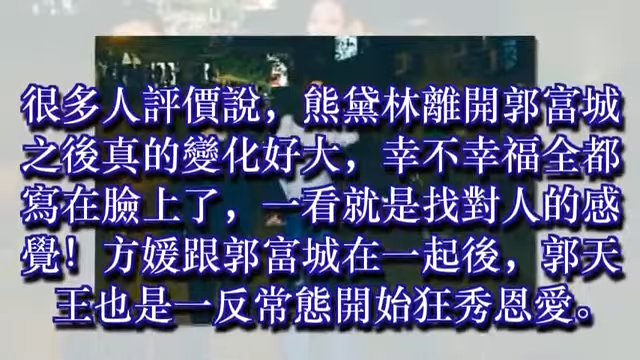 很多人評價說，熊黛林離開郭富城
之後真的變化好大，幸不幸福全都
寫在臉上了，一看就是找對人的感
覺！方媛跟郭富城在一起後，郭天
王也是一反常態開始狂秀恩愛。